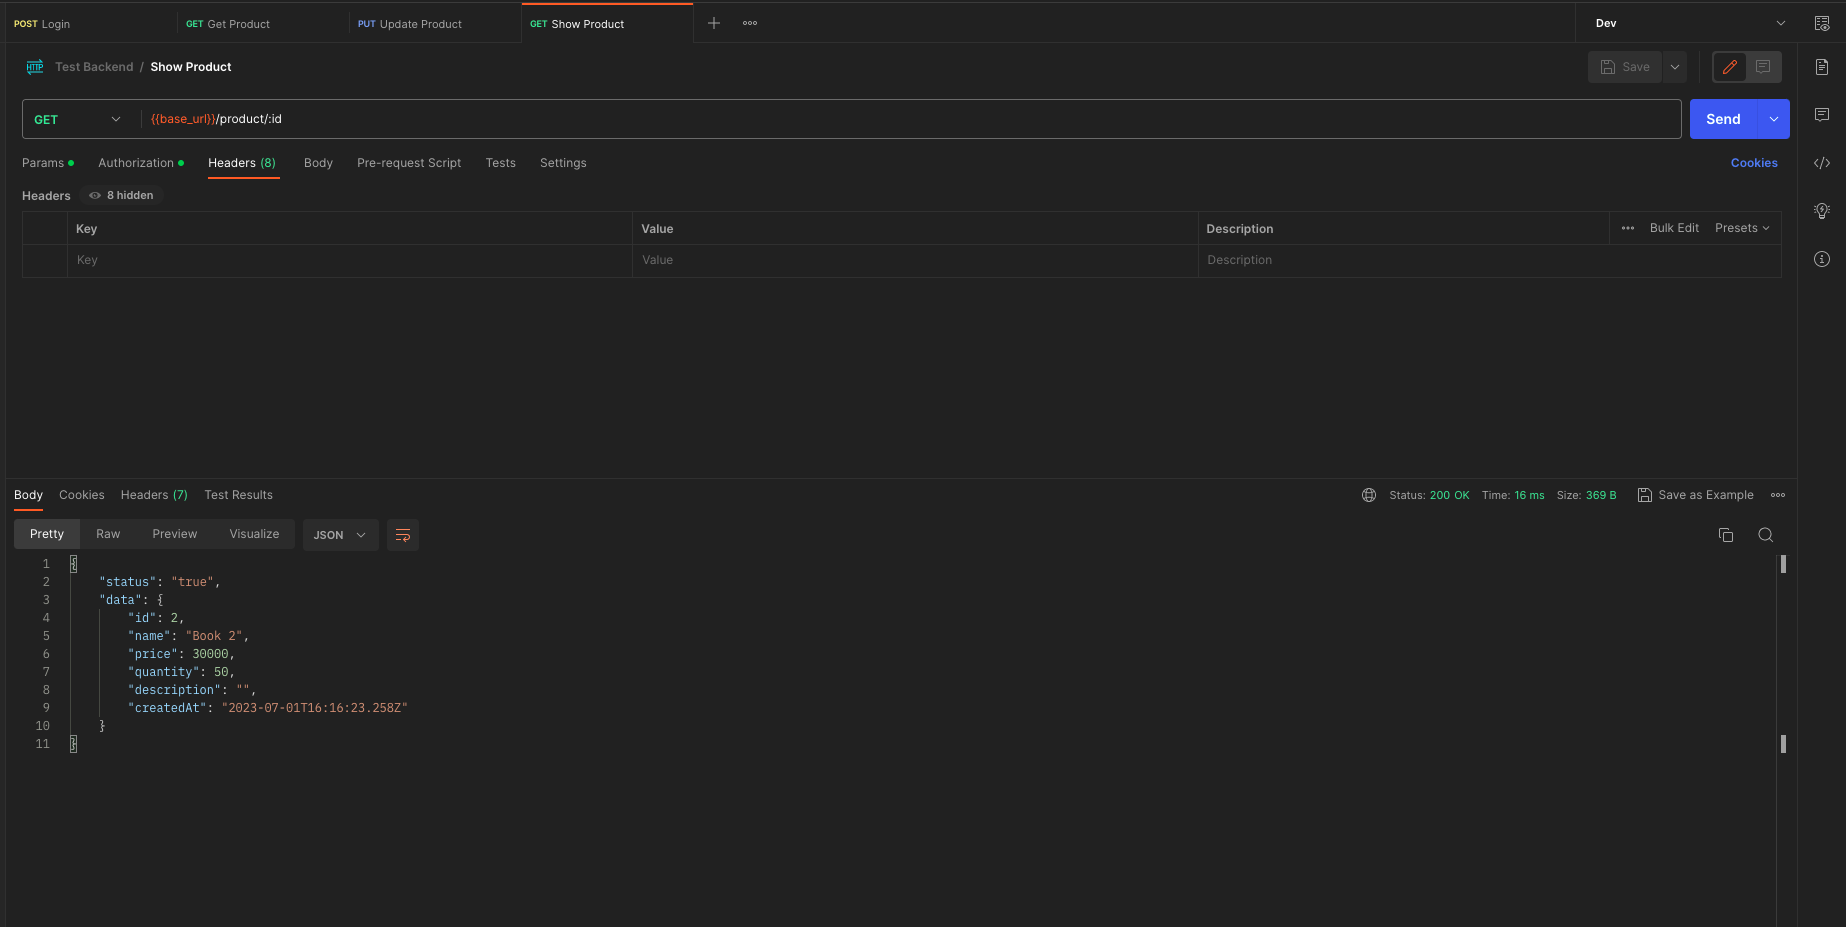 POST Login
GET Get Product
PUT Update Product
GET Show Product
Dev
HTTP Test Backend / Show Product
Save
GET
{{base_url}}/product/:id
Send
Params
Authorization
Headers (8)
Body
Pre-request Script
Tests
Settings
Cookies
Headers
8 hidden
Key
Value
Description
Bulk Edit
Presets
Key
Value
Description
Body
Cookies
Headers (7)
Test Results
Status: 200 OK
Time: 16 ms
Size: 369 B
Save as Example
Pretty
Raw
Preview
Visualize
JSON
1 {
2 "status": "true",
3 "data": {
4 "id": 2,
5 "name": "Book 2",
6 "price": 30000,
7 "quantity": 50,
8 "description": "",
9 "createdAt": "2023-07-01T16:16:23.258Z"
10 }
11 }